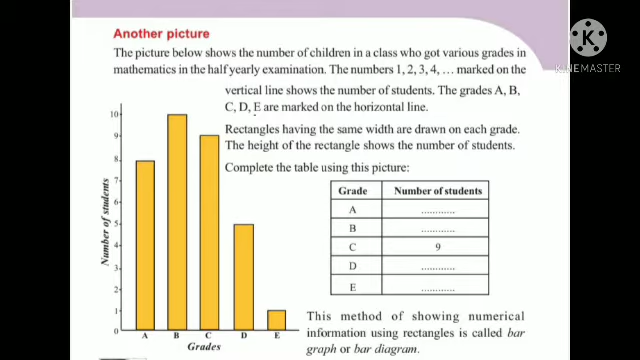 Another picture
The picture below shows the number of children in a class who got various grades in
mathematics in the half yearly examination. The numbers 1, 2, 3, 4, ... marked on the
vertical line shows the number of students. The grades A, B,
C, D, E are marked on the horizontal line.
Rectangles having the same width are drawn on each grade.
The height of the rectangle shows the number of students.
Complete the table using this picture:
Grade Number of students
A ............
B ............
C 9
D ............
E ............
This method of showing numerical
information using rectangles is called bar
graph or bar diagram.
Number of students
10
9
8
7
6
5
4
3
2
1
0
A B C D E
Grades
KINEMASTER